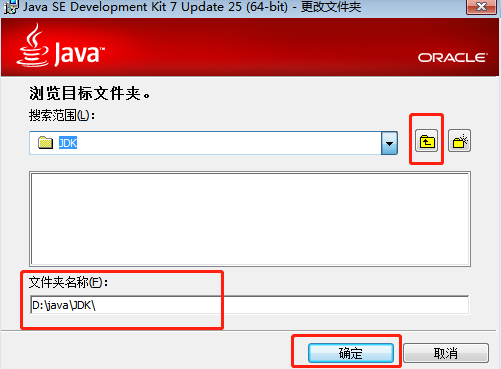 Java SE Development Kit 7 Update 25 (64-bit) - 更改文件夹
Java™
ORACLE
浏览目标文件夹。
搜索范围(L):
JDK
文件夹名称(F):
D:\java\JDK\
确定
取消